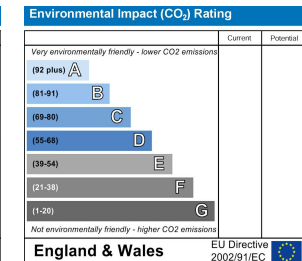 Environmental Impact (CO₂) Rating
Current Potential
Very environmentally friendly - lower CO2 emissions
(92 plus) A
(81-91) B
(69-80) C
(55-68) D
(39-54) E
(21-38) F
(1-20) G
Not environmentally friendly - higher CO2 emissions
England & Wales
EU Directive
2002/91/EC